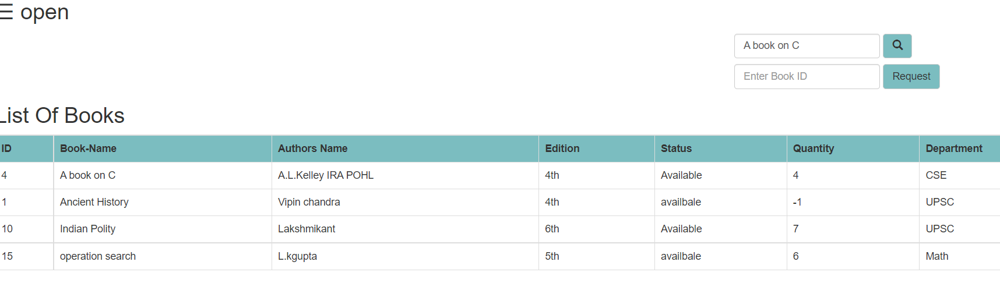 ☰ open
A book on C
Enter Book ID Request
List Of Books
ID Book-Name Authors Name Edition Status Quantity Department
4 A book on C A.L.Kelley IRA POHL 4th Available 4 CSE
1 Ancient History Vipin chandra 4th availbale -1 UPSC
10 Indian Polity Lakshmikant 6th Available 7 UPSC
15 operation search L.kgupta 5th availbale 6 Math